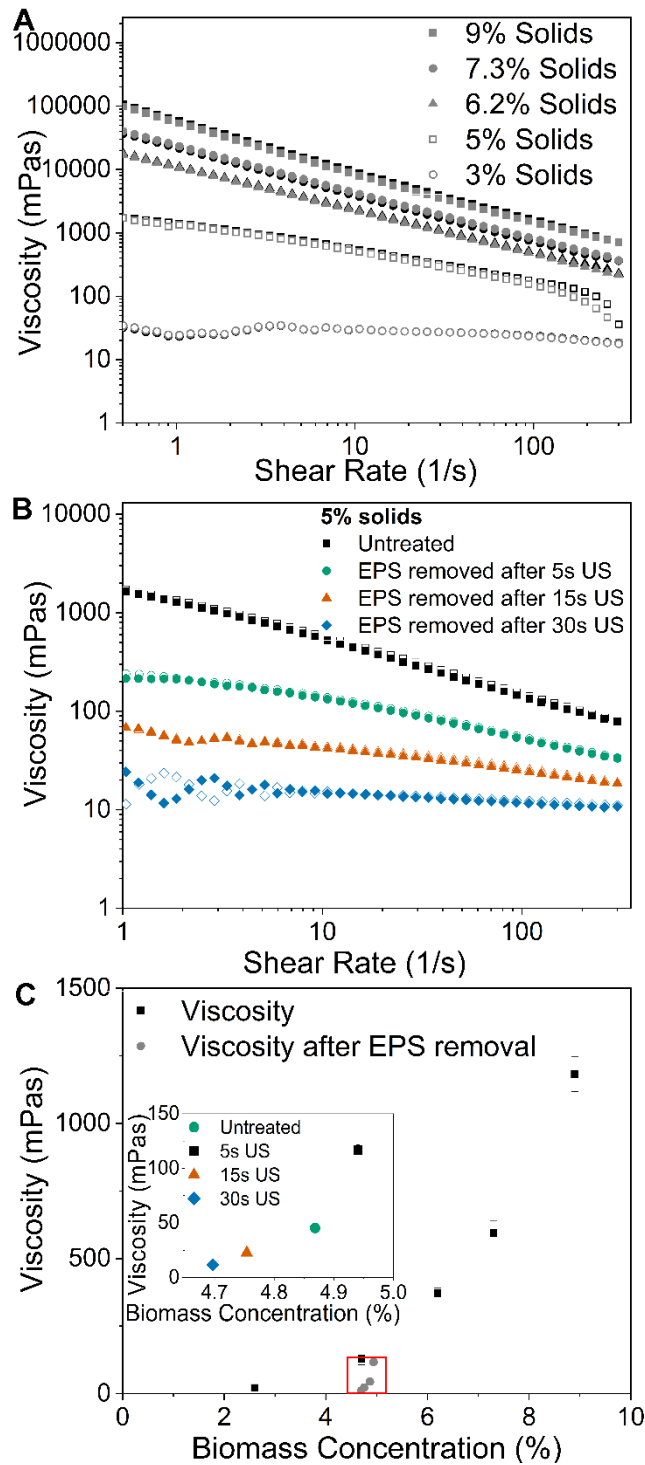 A
1000000
100000
10000
1000
100
10
1
Viscosity (mPas)
9% Solids
7.3% Solids
6.2% Solids
5% Solids
3% Solids
1
10
100
Shear Rate (1/s)
B
10000
1000
100
10
1
Viscosity (mPas)
5% solids
Untreated
EPS removed after 5s US
EPS removed after 15s US
EPS removed after 30s US
1
10
100
Shear Rate (1/s)
C
1500
1000
500
0
Viscosity (mPas)
Viscosity
Viscosity after EPS removal
150
100
50
0
Viscosity (mPas)
Untreated
5s US
15s US
30s US
4.7
4.8
4.9
5.0
Biomass Concentration (%)
0
2
4
6
8
10
Biomass Concentration (%)